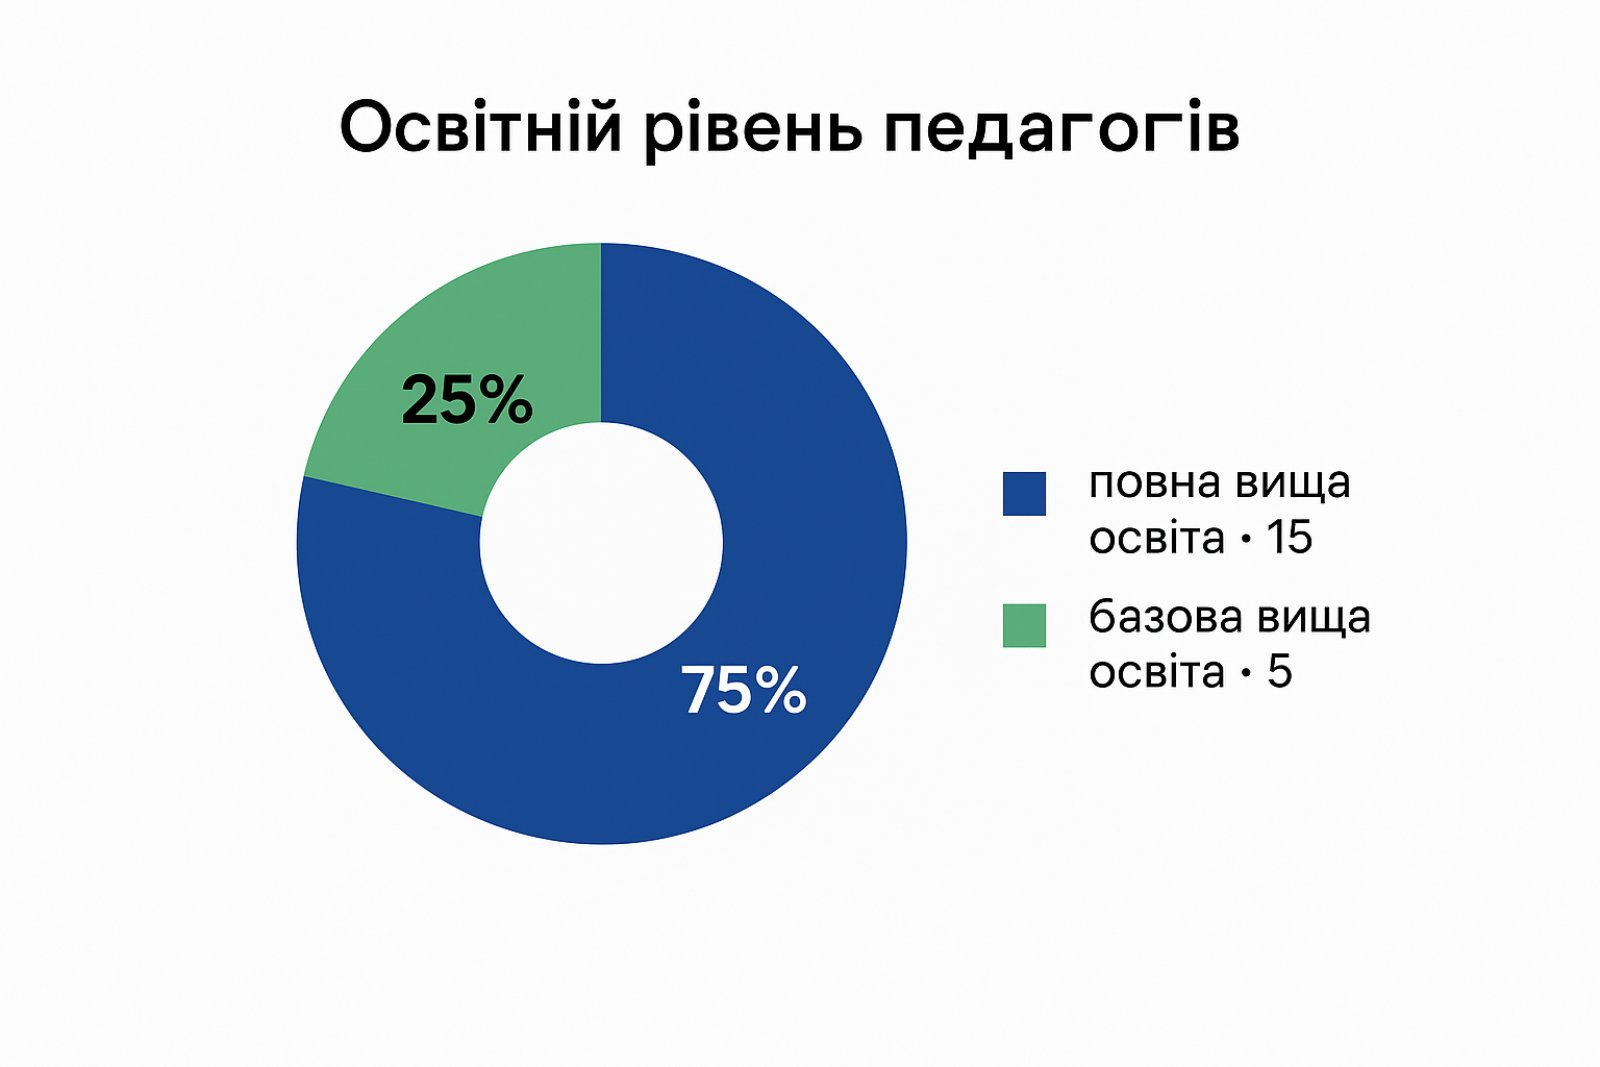 Освітній рівень педагогів
25%
75%
повна вища
освіта • 15
базова вища
освіта • 5